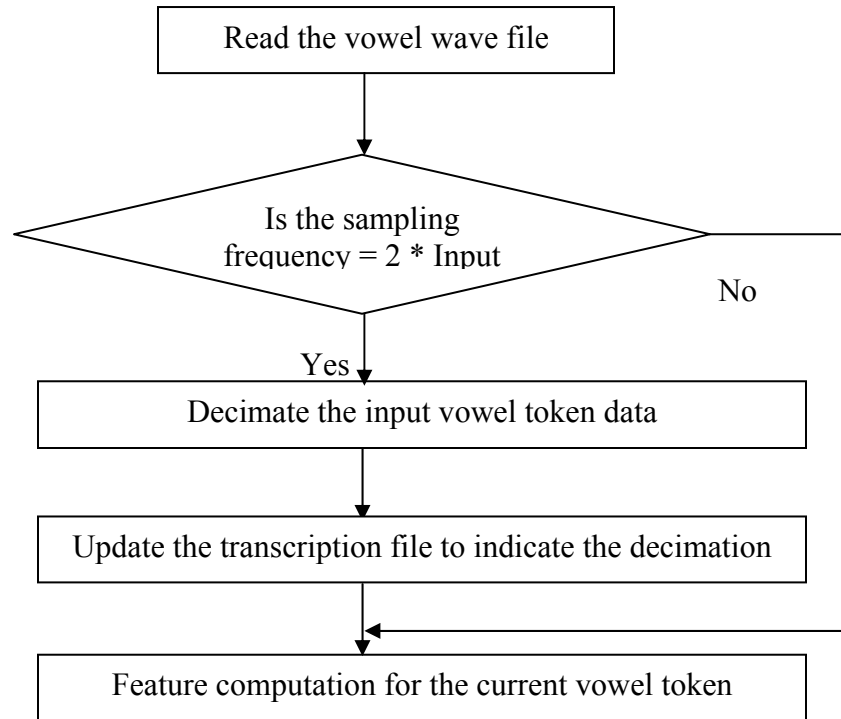 Read the vowel wave file
Is the sampling
frequency = 2 * Input
No
Yes
Decimate the input vowel token data
Update the transcription file to indicate the decimation
Feature computation for the current vowel token